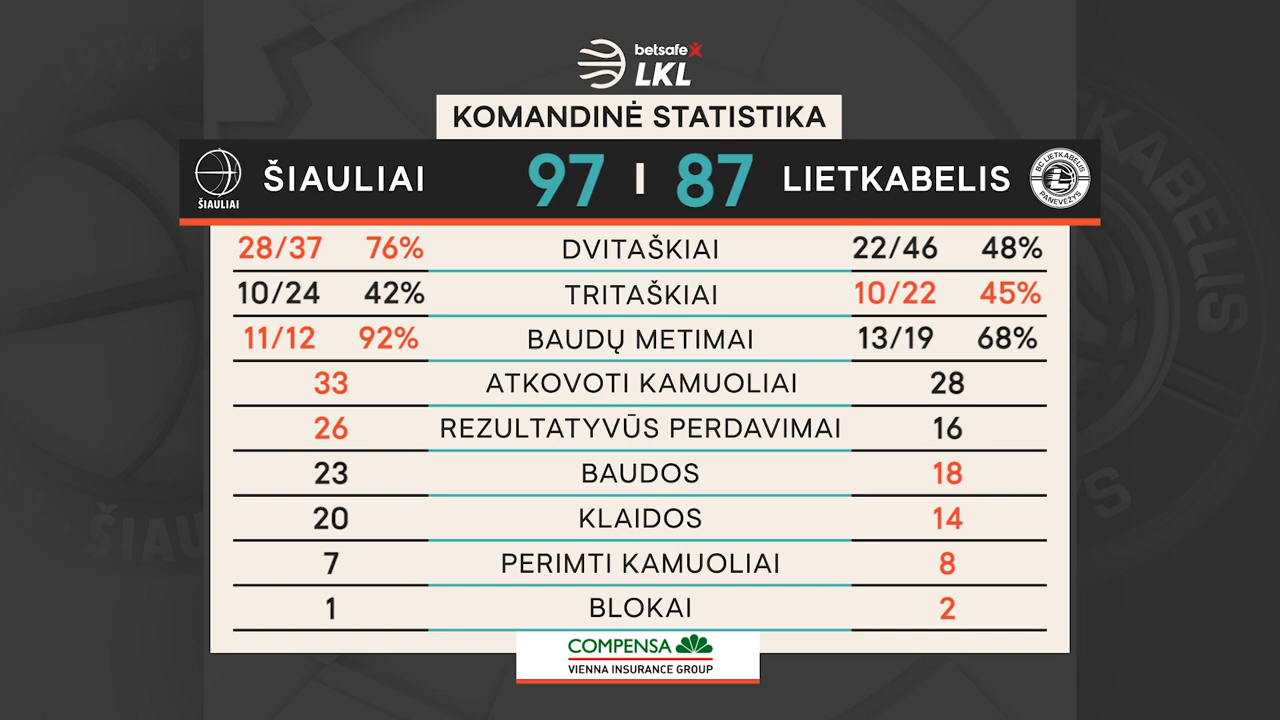 betsafe
LKL
KOMANDINĖ STATISTIKA
ŠIAULIAI
ŠIAULIAI 97 I 87 LIETKABELIS
BC LIETKABELIS
PANEVĖŽYS
28/37 76% DVITAŠKIAI 22/46 48%
10/24 42% TRITAŠKIAI 10/22 45%
11/12 92% BAUDŲ METIMAI 13/19 68%
33 ATKOVOTI KAMUOLIAI 28
26 REZULTATYVŪS PERDAVIMAI 16
23 BAUDOS 18
20 KLAIDOS 14
7 PERIMTI KAMUOLIAI 8
1 BLOKAI 2
COMPENSA
VIENNA INSURANCE GROUP